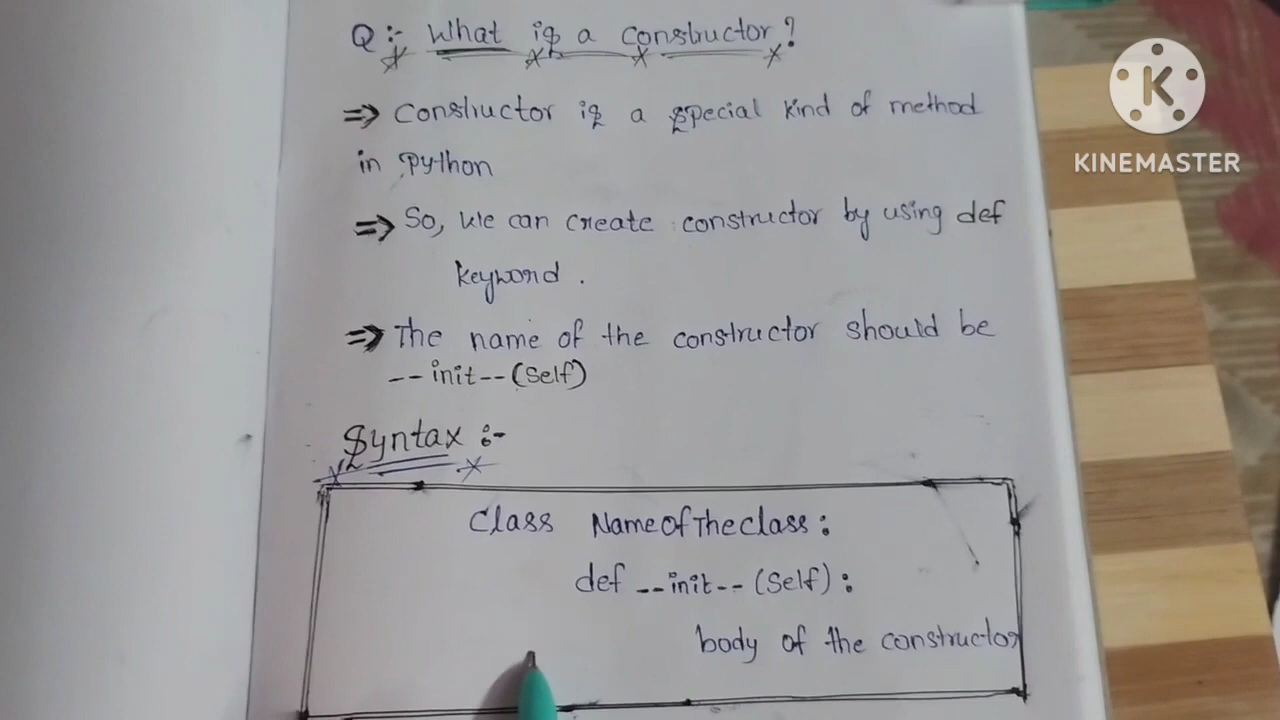 Q:- What is a constructor?
=> Constructor is a special kind of method
in Python
=> So, We can create constructor by using def
keyword.
=> The name of the constructor should be
--init--(Self)
Syntax :-
Class NameOfTheclass:
def --init--(Self):
body of the constructor
K
KINEMASTER